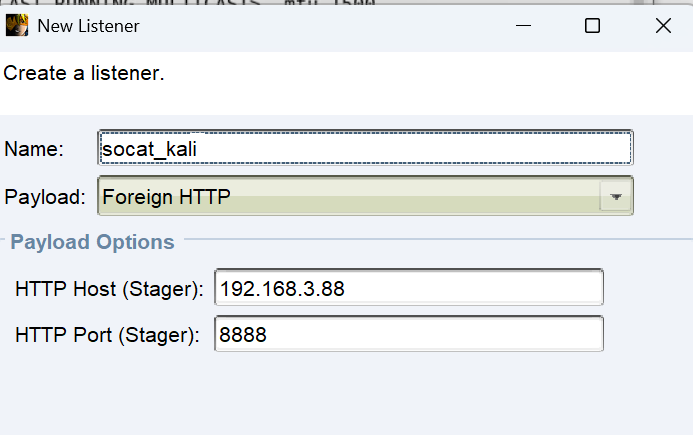 New Listener
Create a listener.
Name: socat_kali
Payload: Foreign HTTP
Payload Options
HTTP Host (Stager): 192.168.3.88
HTTP Port (Stager): 8888